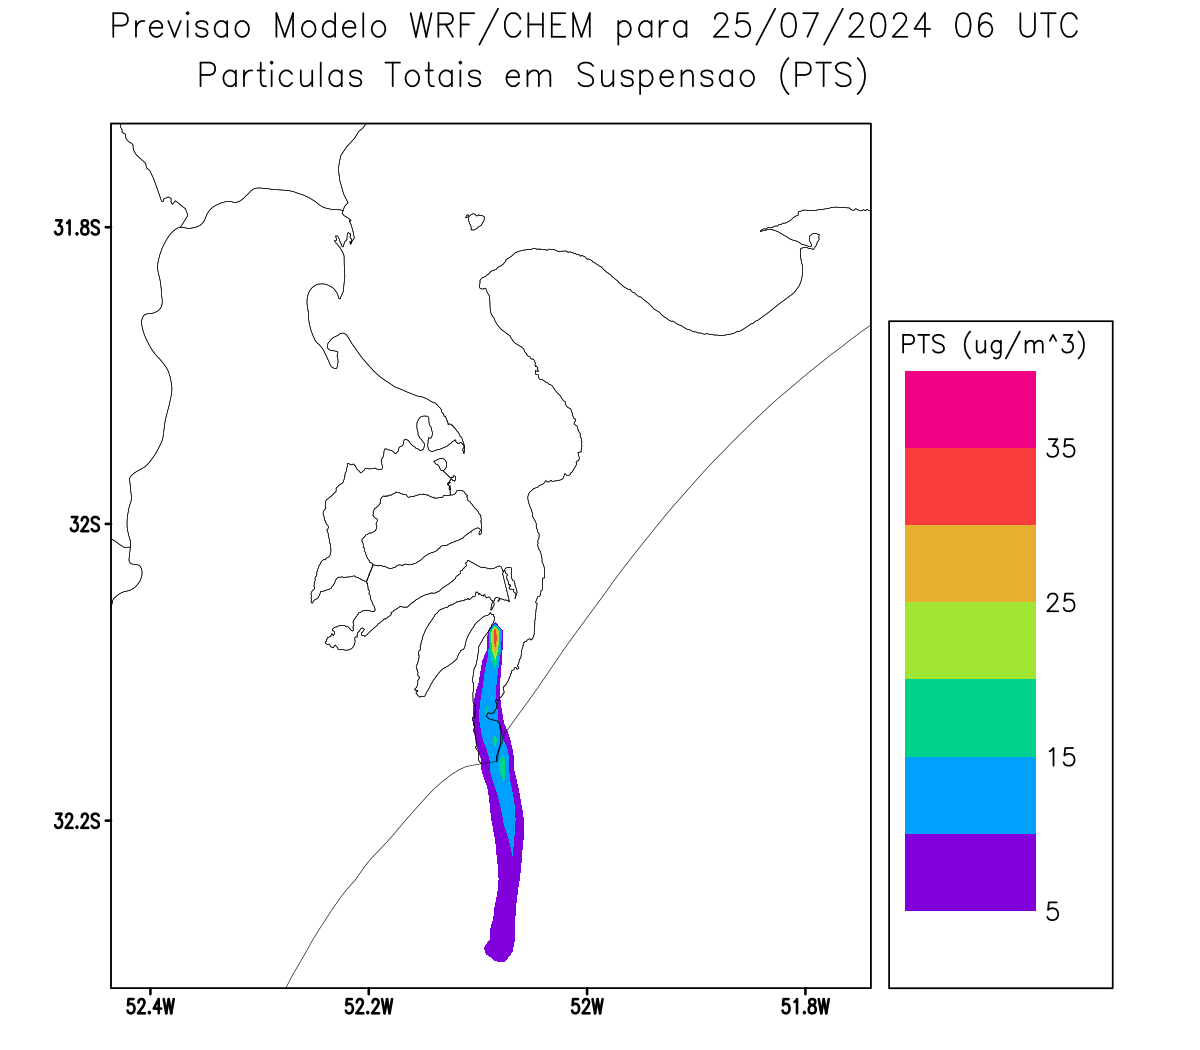 Previsao Modelo WRF/CHEM para 25/07/2024 06 UTC
Particulas Totais em Suspensao (PTS)
31.8S
32S
32.2S
52.4W
52.2W
52W
51.8W
PTS (ug/m^3)
35
25
15
5